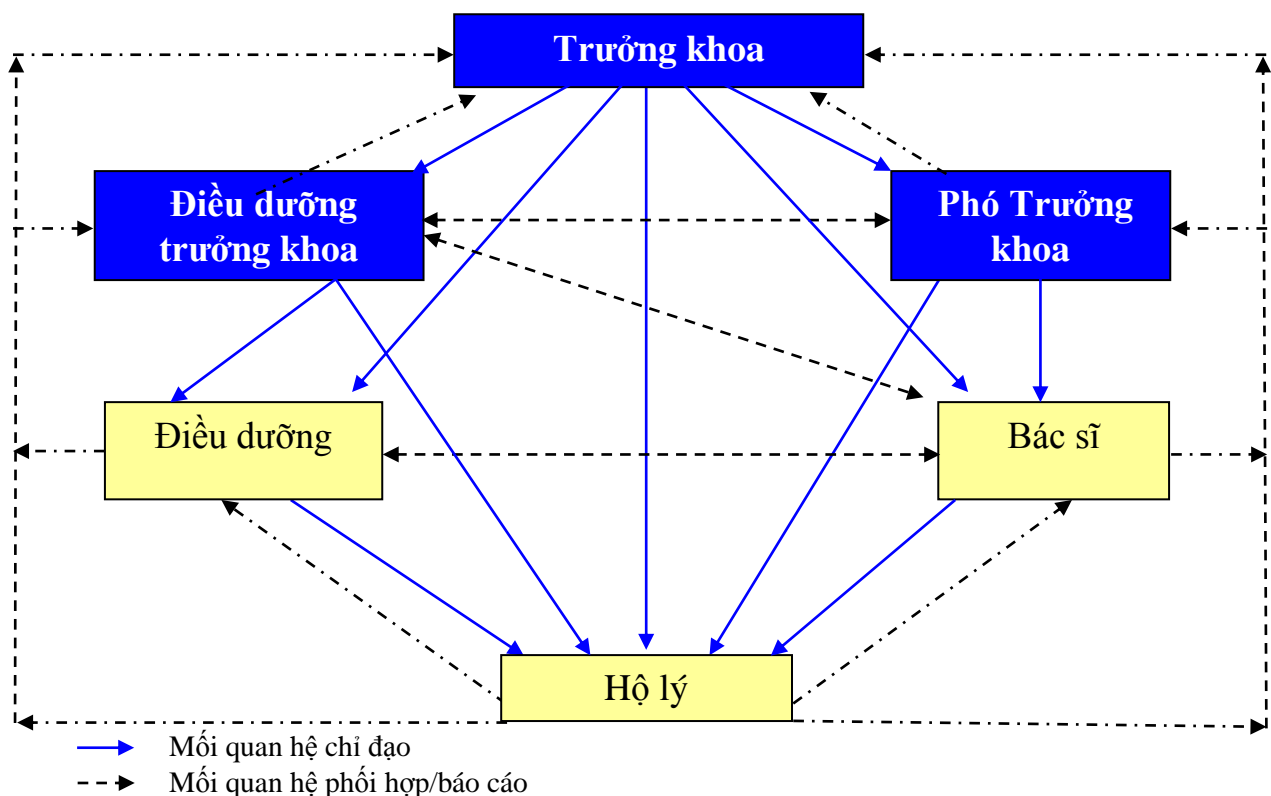 Trưởng khoa
Điều dưỡng
trưởng khoa
Phó Trưởng
khoa
Điều dưỡng
Bác sĩ
Hộ lý
Mối quan hệ chỉ đạo
Mối quan hệ phối hợp/báo cáo